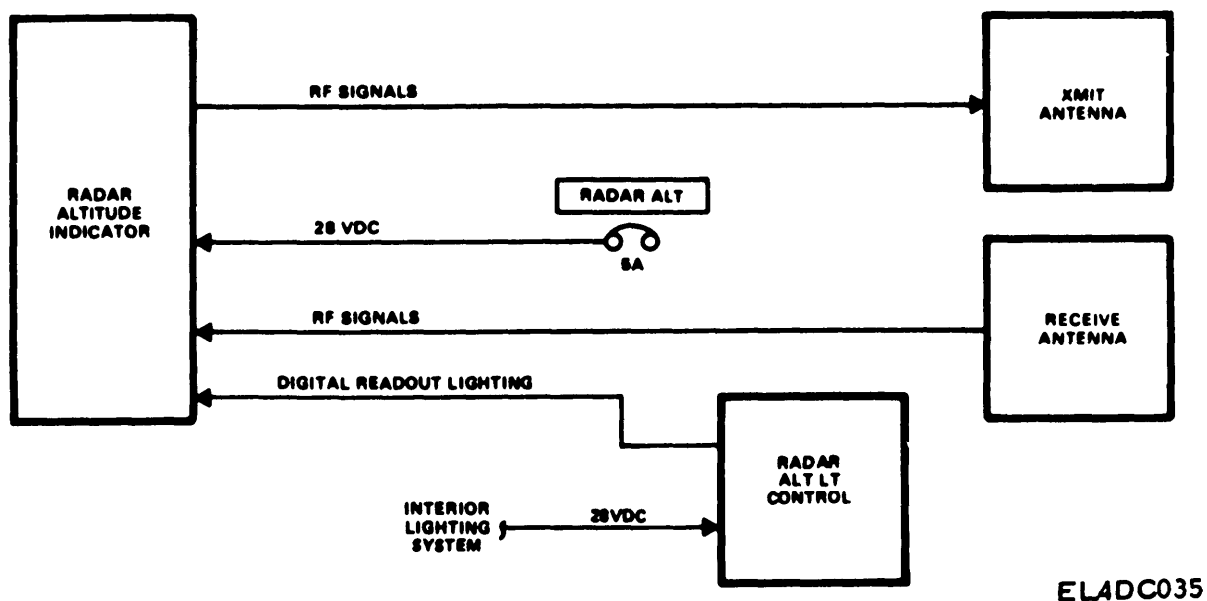 RF SIGNALS
XMIT
ANTENNA
RADAR
ALTITUDE
INDICATOR
RADAR ALT
28 VDC
5A
RF SIGNALS
RECEIVE
ANTENNA
DIGITAL READOUT LIGHTING
RADAR
ALT LT
CONTROL
INTERIOR
LIGHTING
SYSTEM
28VDC
EL4DC035